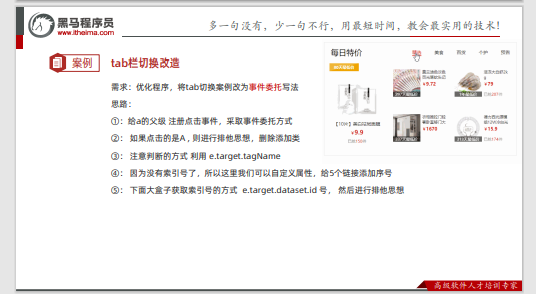 黑马程序员
www.itheima.com
多一句没有，少一句不行，用最短时间，教会最实用的技术！
案例
tab栏切换改造
需求：优化程序，将tab切换案例改为事件委托写法
思路：
①：给a的父级 注册点击事件，采取事件委托方式
②：如果点击的是A，则进行排他思想，删除添加类
③：注意判断的方式 利用 e.target.tagName
④：因为没有索引号了，所以这里我们可以自定义属性，给5个链接添加序号
⑤：下面大盒子获取索引号的方式 e.target.dataset.id 号， 然后进行排他思想
每日特价
￥9.9
￥9.72
￥79
￥1670
￥15.9
高级软件人才培训专家